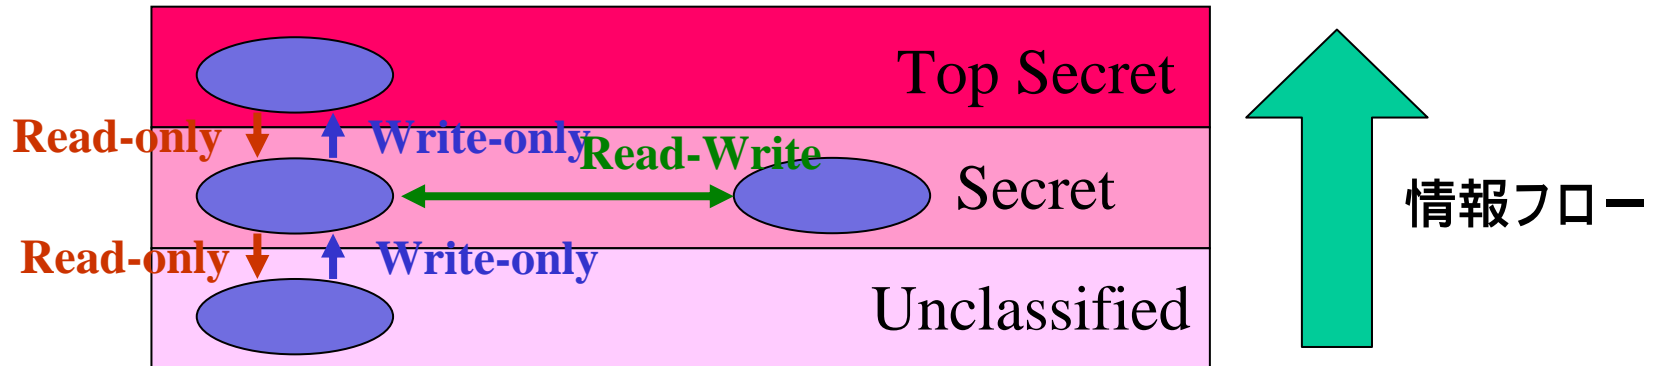 Top Secret
Read-only
Write-only
Read-Write
Secret
情報フロー
Read-only
Write-only
Unclassified